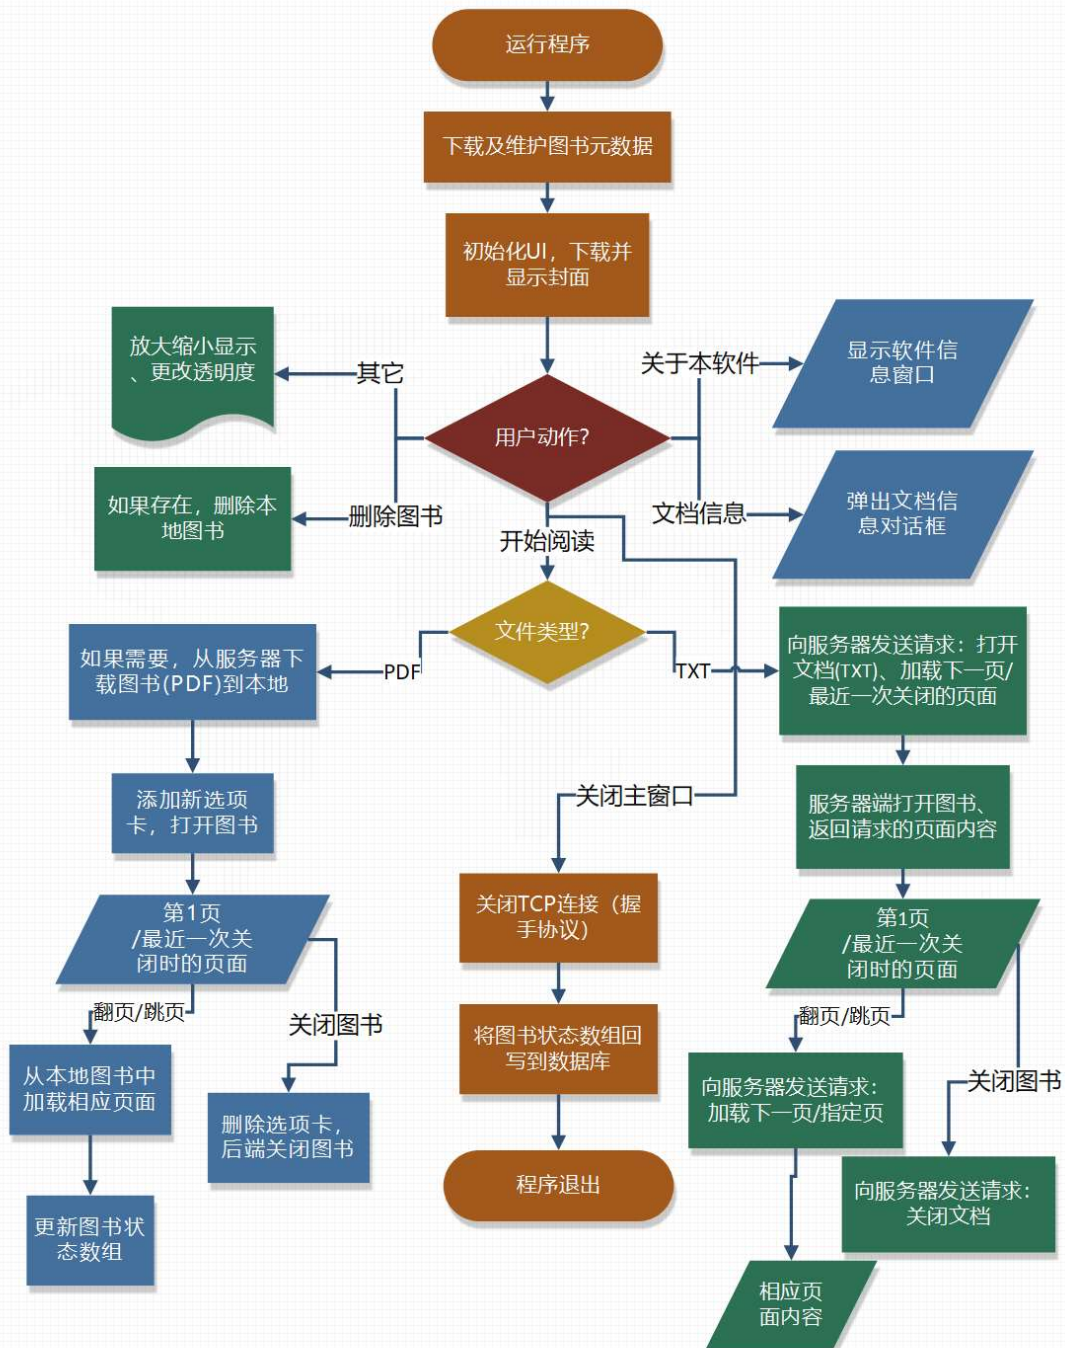 运行程序
下载及维护图书元数据
初始化UI，下载并
显示封面
放大缩小显示
、更改透明度
其它
关于本软件
显示软件信
息窗口
用户动作?
如果存在，删除本
地图书
删除图书
文档信息
弹出文档信
息对话框
开始阅读
文件类型?
如果需要，从服务器下
载图书(PDF)到本地
PDF
TXT
向服务器发送请求：打开
文档(TXT)、加载下一页/
最近一次关闭的页面
添加新选项
卡，打开图书
关闭主窗口
服务器端打开图书、
返回请求的页面内容
第1页
/最近一次关
闭时的页面
关闭TCP连接（握
手协议）
第1页
/最近一次关
闭时的页面
翻页/跳页
关闭图书
翻页/跳页
关闭图书
从本地图书中
加载相应页面
删除选项卡，
后端关闭图书
将图书状态数组回
写到数据库
向服务器发送请求：
加载下一页/指定页
更新图书状
态数组
程序退出
向服务器发送请求：
关闭文档
相应页
面内容